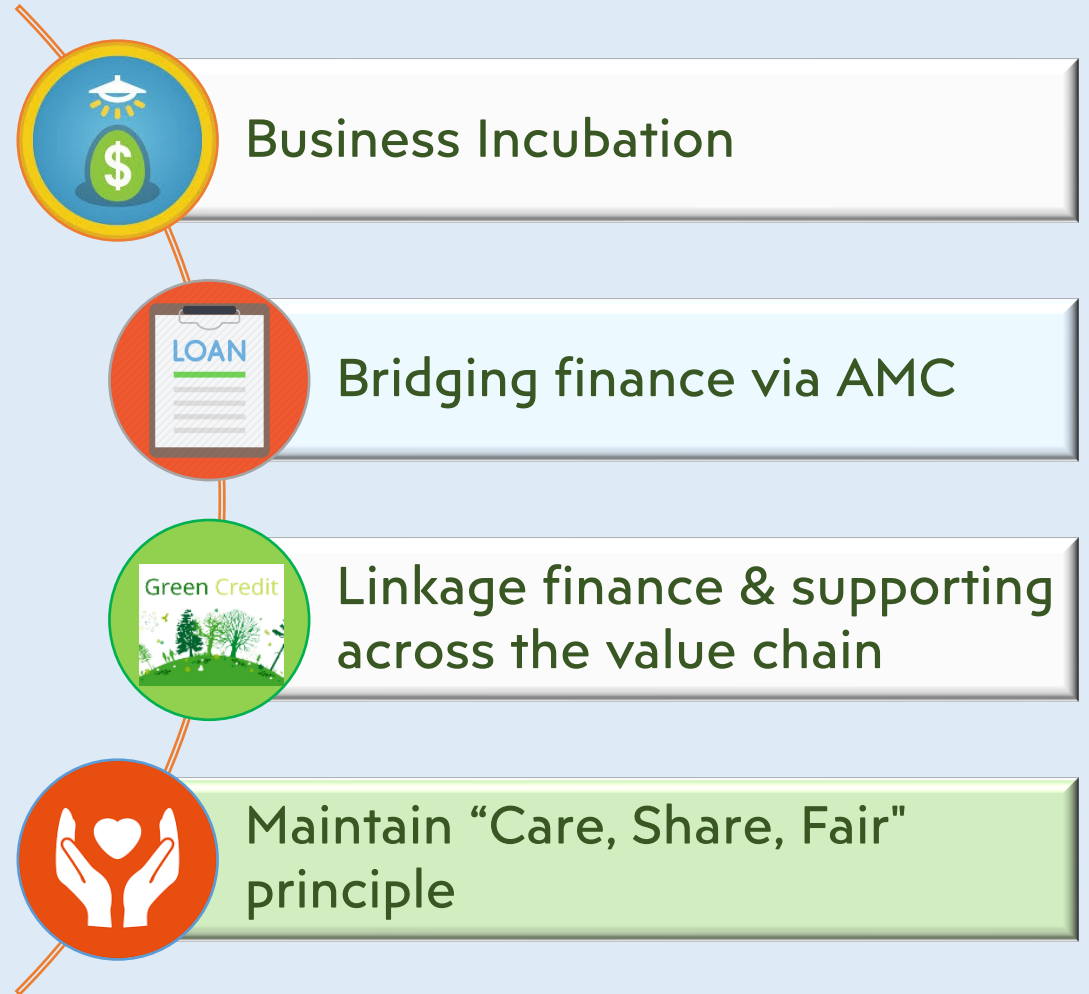 $
Business Incubation
LOAN
Bridging finance via AMC
Green Credit
Linkage finance & supporting
across the value chain
Maintain “Care, Share, Fair"
principle